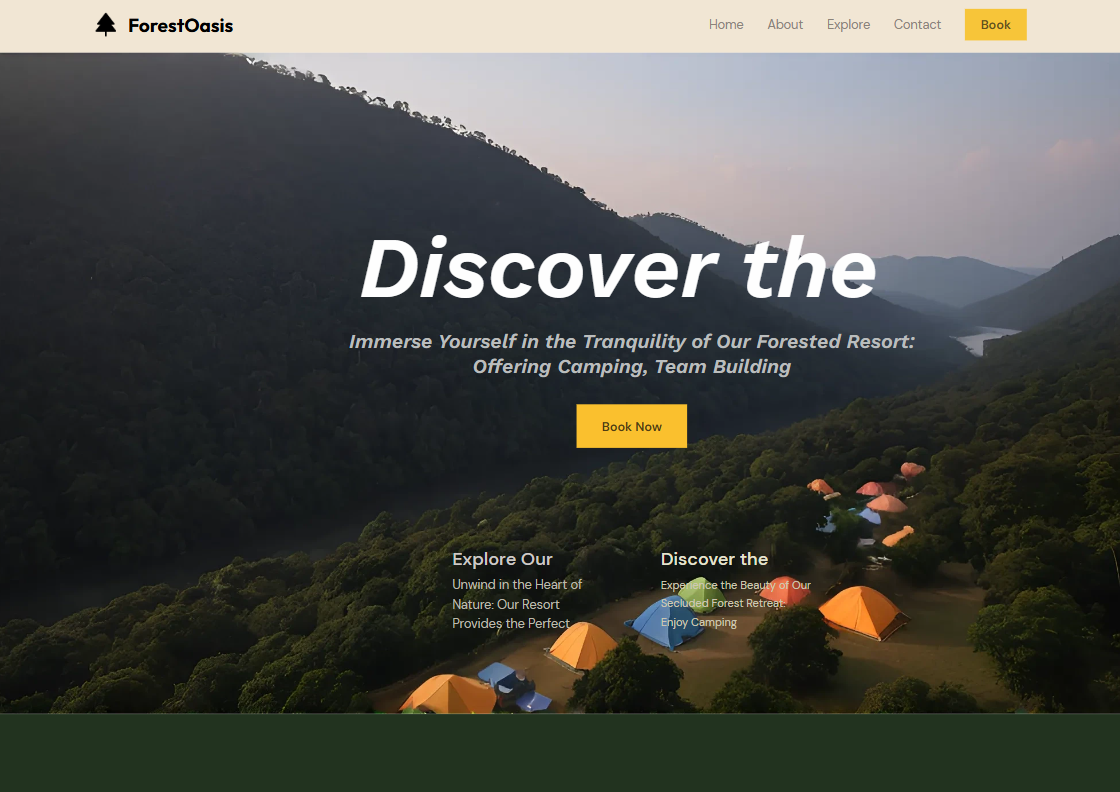 ForestOasis
Home About Explore Contact Book
Discover the
Immerse Yourself in the Tranquility of Our Forested Resort:
Offering Camping, Team Building
Book Now
Explore Our
Unwind in the Heart of
Nature: Our Resort
Provides the Perfect
Discover the
Experience the Beauty of Our
Secluded Forest Retreat.
Enjoy Camping